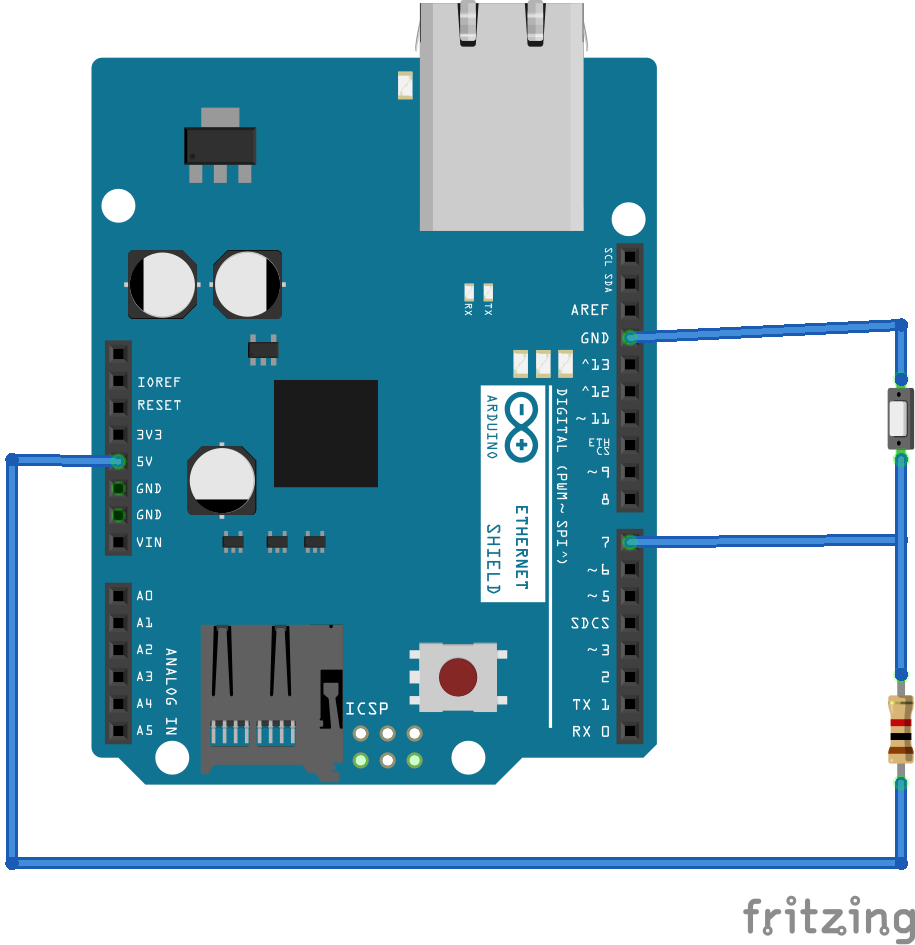 SCL SDA
AREF
GND
^13
^12
~11
ETH
CS
~9
8
7
~6
~5
SDCS
~3
2
TX 1
RX 0
DIGITAL (PWM~ SPI^)
RX
TX
ARDUINO
ETHERNET
SHIELD
IOREF
RESET
3V3
5V
GND
GND
VIN
A0
A1
A2
A3
A4
A5
ANALOG IN
ICSP
fritzing